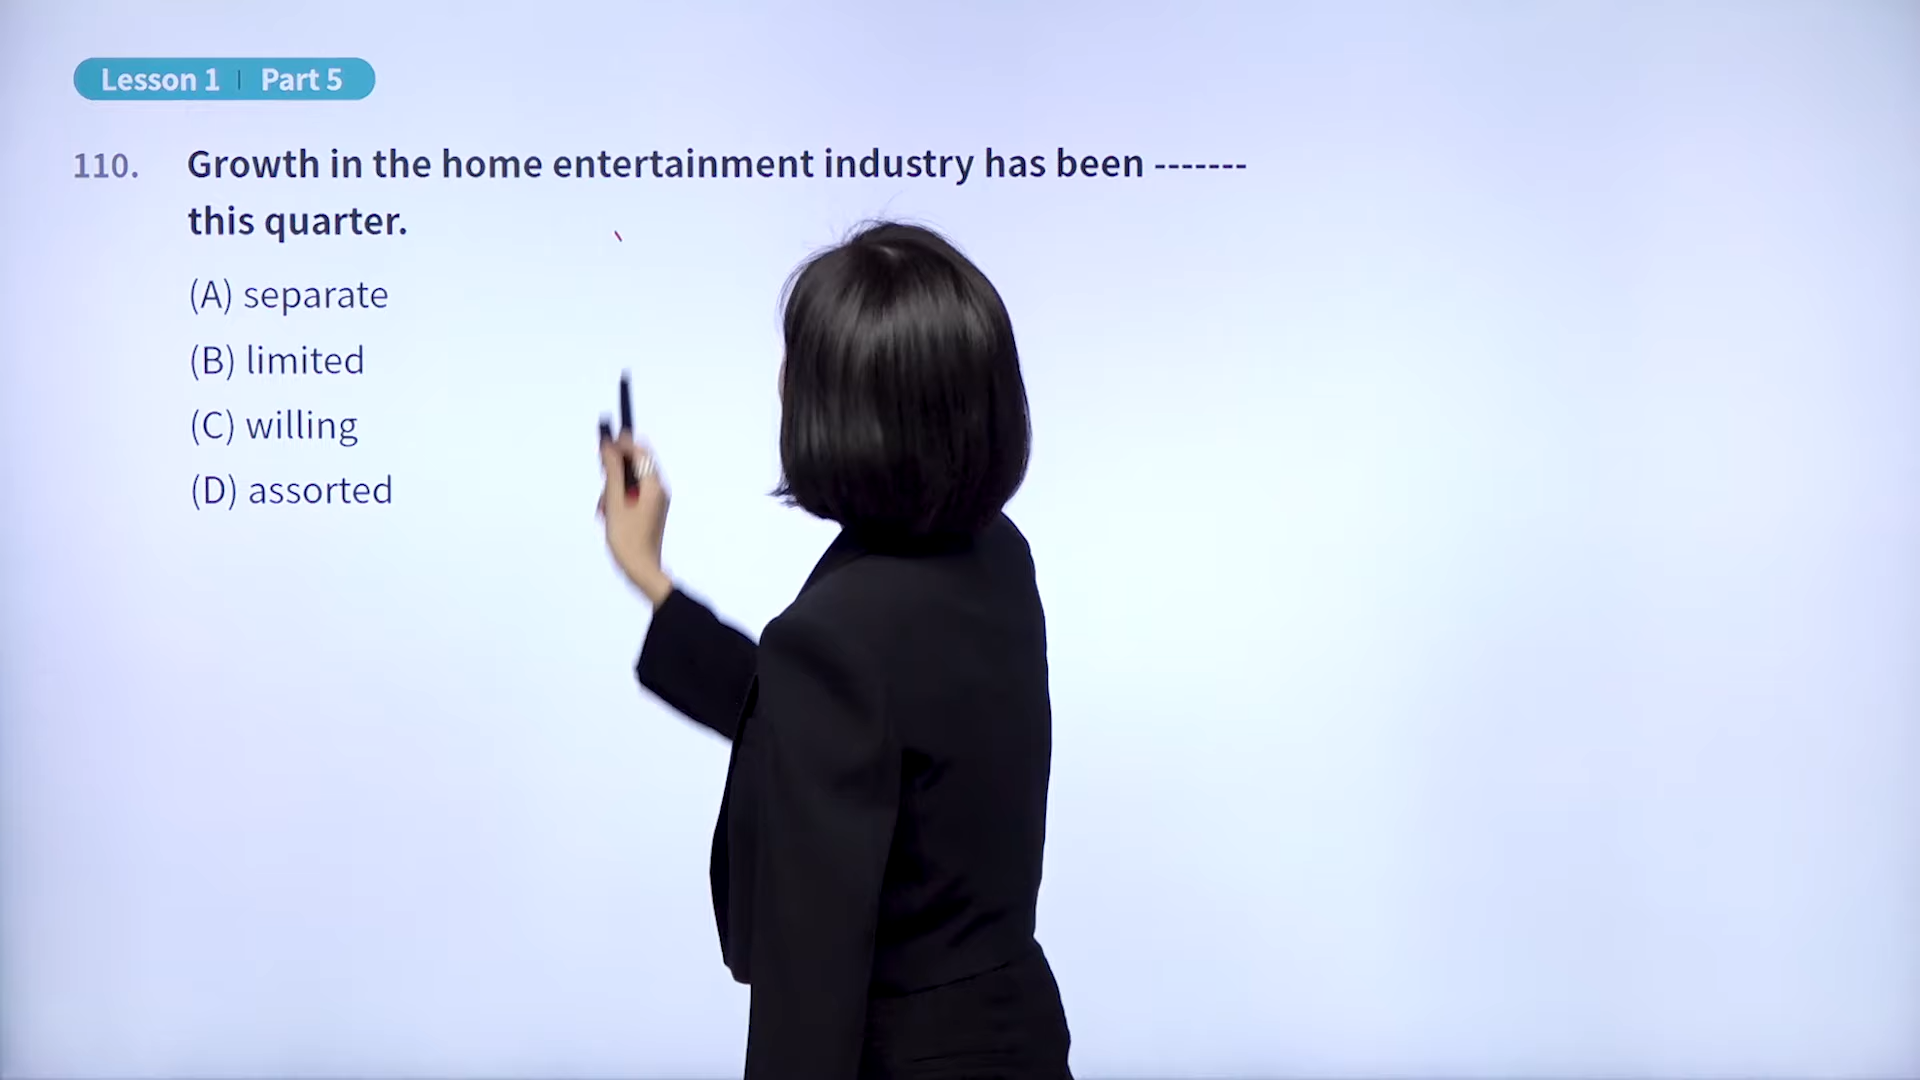 Lesson 1 | Part 5
110. Growth in the home entertainment industry has been -------
this quarter.
(A) separate
(B) limited
(C) willing
(D) assorted